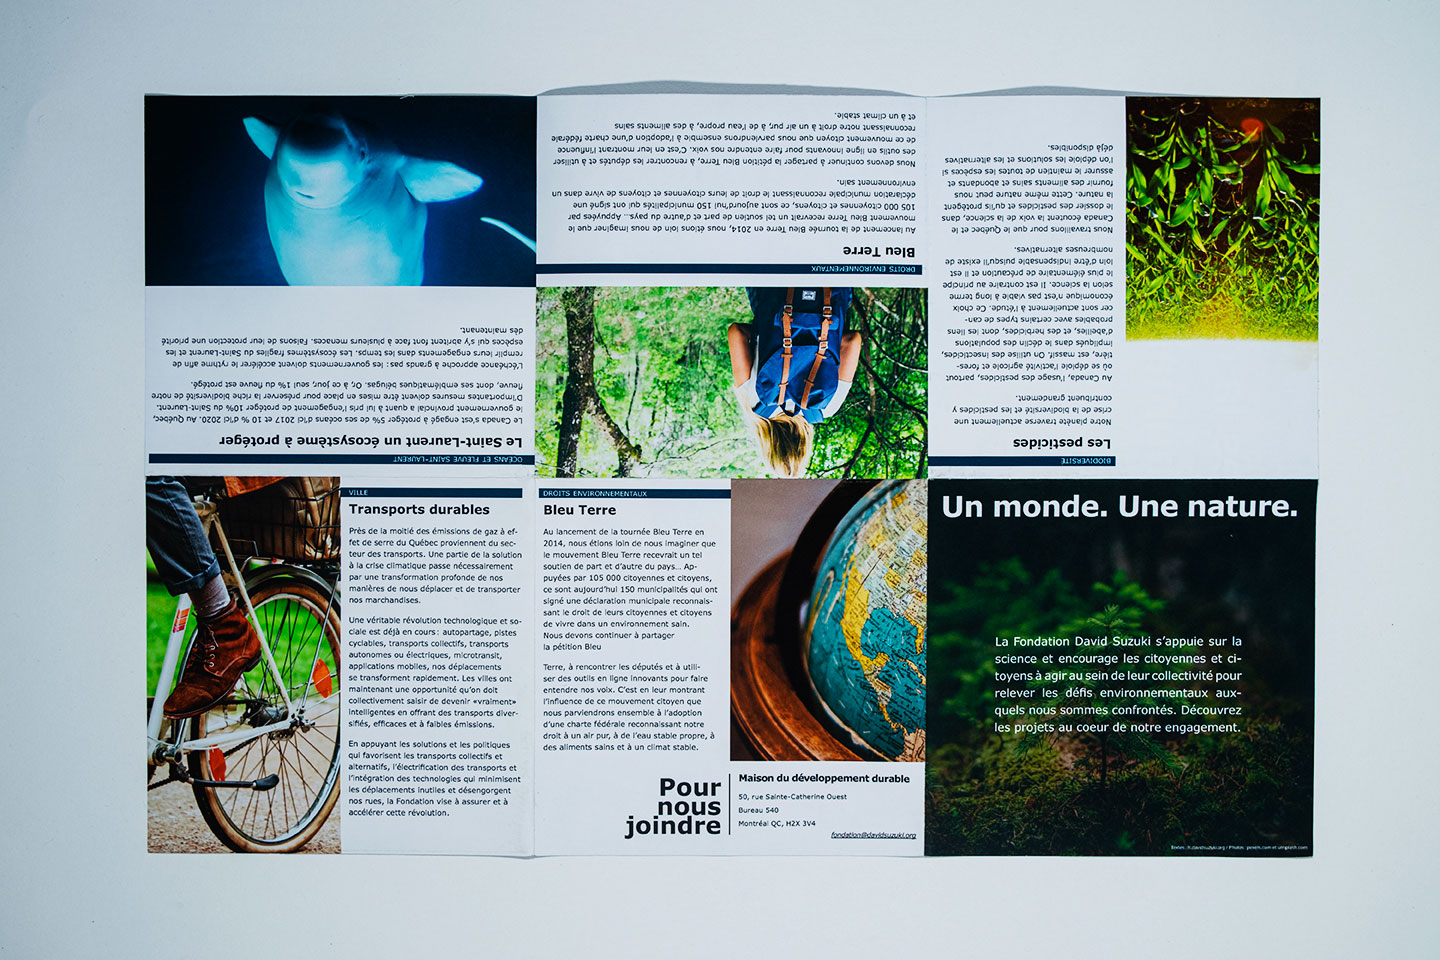 OCÉANS ET FLEUVE SAINT-LAURENT
Le Saint-Laurent un écosystème à protéger
Le Canada s'est engagé à protéger 5% de ses océans d'ici 2017 et 10 % d'ici 2020. Au Québec,
le gouvernement provincial a quant à lui pris l'engagement de protéger 10% du Saint-Laurent.
D'importantes mesures doivent être mises en place pour préserver la riche biodiversité de notre
fleuve, dont ses emblématiques bélugas. Or, à ce jour, seul 1% du fleuve est protégé.
L'échéance approche à grands pas : les gouvernements doivent accélérer le rythme afin de
remplir leurs engagements dans les temps. Les écosystèmes fragiles du Saint-Laurent et les
espèces qui s'y abritent font face à plusieurs menaces. Faisons de leur protection une priorité
dès maintenant.
DROITS ENVIRONNEMENTAUX
Bleu Terre
Au lancement de la tournée Bleu Terre en 2014, nous étions loin de nous imaginer que le
mouvement Bleu Terre recevrait un tel soutien de part et d'autre du pays... Appuyées par
105 000 citoyennes et citoyens, ce sont aujourd'hui 150 municipalités qui ont signé une
déclaration municipale reconnaissant le droit de leurs citoyennes et citoyens de vivre dans un
environnement sain.
Nous devons continuer à partager la pétition Bleu Terre, à rencontrer les députés et à utiliser
des outils en ligne innovants pour faire entendre nos voix. C'est en leur montrant l'influence
de ce mouvement citoyen que nous parviendrons ensemble à l'adoption d'une charte fédérale
reconnaissant notre droit à un air pur, à de l'eau propre, à des aliments sains
et à un climat stable.
BIODIVERSITÉ
Les pesticides
Notre planète traverse actuellement une
crise de la biodiversité et les pesticides y
contribuent grandement.
Au Canada, l'usage des pesticides, partout
où se déploie l'activité agricole et fores-
tière, est massif. On utilise des insecticides,
impliqués dans le déclin des populations
d'abeilles, et des herbicides, dont les liens
probables avec certains types de can-
cer sont actuellement à l'étude. Ce choix
économique n'est pas viable à long terme
selon la science. Il est contraire au principe
le plus élémentaire de précaution et il est
loin d'être indispensable puisqu'il existe de
nombreuses alternatives.
Nous travaillons pour que le Québec et le
Canada écoutent la voix de la science, dans
le dossier des pesticides et qu'ils protègent
la nature. Cette même nature peut nous
fournir des aliments sains et abondants et
assurer le maintien de toutes les espèces si
l'on déploie les solutions et les alternatives
déjà disponibles.
VILLE
Transports durables
Près de la moitié des émissions de gaz à ef-
fet de serre du Québec proviennent du sec-
teur des transports. Une partie de la solution
à la crise climatique passe nécessairement
par une transformation profonde de nos
manières de nous déplacer et de transporter
nos marchandises.
Une véritable révolution technologique et so-
ciale est déjà en cours : autopartage, pistes
cyclables, transports collectifs, transports
autonomes ou électriques, microtransit,
applications mobiles, nos déplacements
se transforment rapidement. Les villes ont
maintenant une opportunité qu'on doit
collectivement saisir de devenir «vraiment»
intelligentes en offrant des transports diver-
sifiés, efficaces et à faibles émissions.
En appuyant les solutions et les politiques
qui favorisent les transports collectifs et
alternatifs, l'électrification des transports et
l'intégration des technologies qui minimisent
les déplacements inutiles et désengorgent
nos rues, la Fondation vise à assurer et à
accélérer cette révolution.
DROITS ENVIRONNEMENTAUX
Bleu Terre
Au lancement de la tournée Bleu Terre en
2014, nous étions loin de nous imaginer que
le mouvement Bleu Terre recevrait un tel
soutien de part et d'autre du pays... Ap-
puyées par 105 000 citoyennes et citoyens,
ce sont aujourd'hui 150 municipalités qui ont
signé une déclaration municipale reconnais-
sant le droit de leurs citoyennes et citoyens
de vivre dans un environnement sain.
Nous devons continuer à partager
la pétition Bleu
Terre, à rencontrer les députés et à utili-
ser des outils en ligne innovants pour faire
entendre nos voix. C'est en leur montrant
l'influence de ce mouvement citoyen que
nous parviendrons ensemble à l'adoption
d'une charte fédérale reconnaissant notre
droit à un air pur, à de l'eau stable propre, à
des aliments sains et à un climat stable.
Pour
nous
joindre
Maison du développement durable
50, rue Sainte-Catherine Ouest
Bureau 540
Montréal QC, H2X 3V4
fondation@davidsuzuki.org
Un monde. Une nature.
La Fondation David Suzuki s'appuie sur la
science et encourage les citoyennes et ci-
toyens à agir au sein de leur collectivité pour
relever les défis environnementaux aux-
quels nous sommes confrontés. Découvrez
les projets au coeur de notre engagement.
Textes: fr.davidsuzuki.org / Photos: pexels.com et unsplash.com